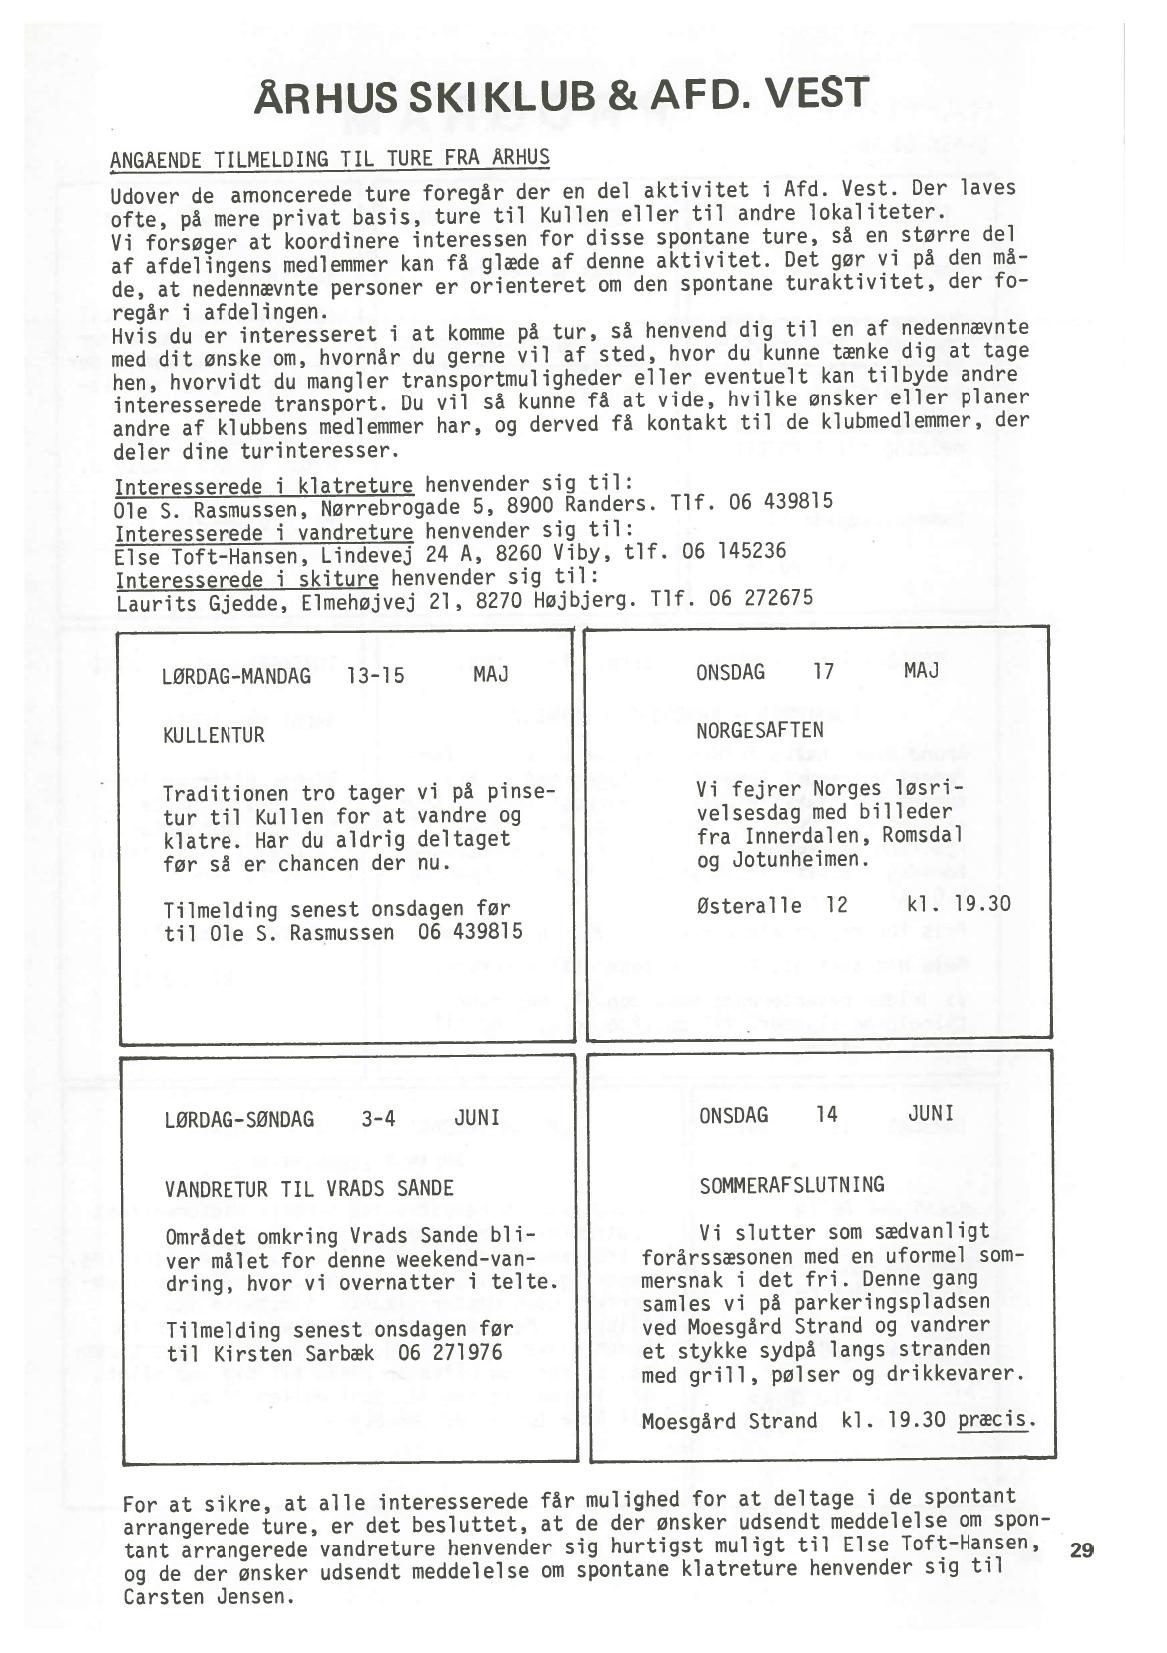 ÅRHUS SKIKLUB & AFD. VEST
ANGÅENDE TILMELDING TIL TURE FRA ÅRHUS
Udover de amoncerede ture foregår der en del aktivitet i Afd. Vest. Der laves
ofte, på mere privat basis, ture til Kullen eller til andre lokaliteter.
Vi forsøger at koordinere interessen for disse spontane ture, så en større del
af afdelingens medlemmer kan få glæde af denne aktivitet. Det gør vi på den må-
de, at nedennævnte personer er orienteret om den spontane turaktivitet, der fo-
regår i afdelingen.
Hvis du er interesseret i at komme på tur, så henvend dig til en af nedennævnte
med dit ønske om, hvornår du gerne vil af sted, hvor du kunne tænke dig at tage
hen, hvorvidt du mangler transportmuligheder eller eventuelt kan tilbyde andre
interesserede transport. Du vil så kunne få at vide, hvilke ønsker eller planer
andre af klubbens medlemmer har, og derved få kontakt til de klubmedlemmer, der
deler dine turinteresser.
Interesserede i klatreture henvender sig til:
Ole S. Rasmussen, Nørrebrogade 5, 8900 Randers. Tlf. 06 439815
Interesserede i vandreture henvender sig til:
Else Toft-Hansen, Lindevej 24 A, 8260 Viby, tlf. 06 145236
Interesserede i skiture henvender sig til:
Laurits Gjedde, Elmehøjvej 21, 8270 Højbjerg. Tlf. 06 272675
LØRDAG-MANDAG 13-15 MAJ
KULLENTUR
Traditionen tro tager vi på pinse-
tur til Kullen for at vandre og
klatre. Har du aldrig deltaget
før så er chancen der nu.
Tilmelding senest onsdagen før
til Ole S. Rasmussen 06 439815
ONSDAG 17 MAJ
NORGESAFTEN
Vi fejrer Norges løsri-
velsesdag med billeder
fra Innerdalen, Romsdal
og Jotunheimen.
Østeralle 12 kl. 19.30
LØRDAG-SØNDAG 3-4 JUNI
VANDRETUR TIL VRADS SANDE
Området omkring Vrads Sande bli-
ver målet for denne weekend-van-
dring, hvor vi overnatter i telte.
Tilmelding senest onsdagen før
til Kirsten Sarbæk 06 271976
ONSDAG 14 JUNI
SOMMERAFSLUTNING
Vi slutter som sædvanligt
forårssæsonen med en uformel som-
mersnak i det fri. Denne gang
samles vi på parkeringspladsen
ved Moesgård Strand og vandrer
et stykke sydpå langs stranden
med grill, pølser og drikkevarer.
Moesgård Strand kl. 19.30 præcis.
For at sikre, at alle interesserede får mulighed for at deltage i de spontant
arrangerede ture, er det besluttet, at de der ønsker udsendt meddelelse om spon-
tant arrangerede vandreture henvender sig hurtigst muligt til Else Toft-Hansen,
og de der ønsker udsendt meddelelse om spontane klatreture henvender sig til
Carsten Jensen.
29